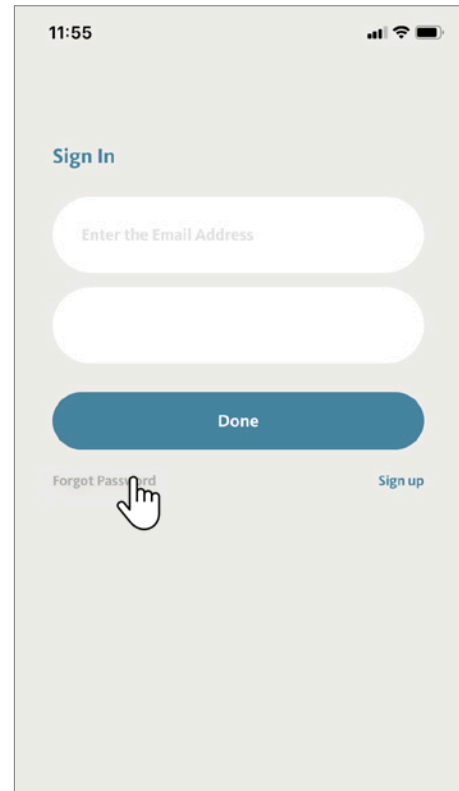 11:55
Sign In
Enter the Email Address
Done
Forgot Password
Sign up